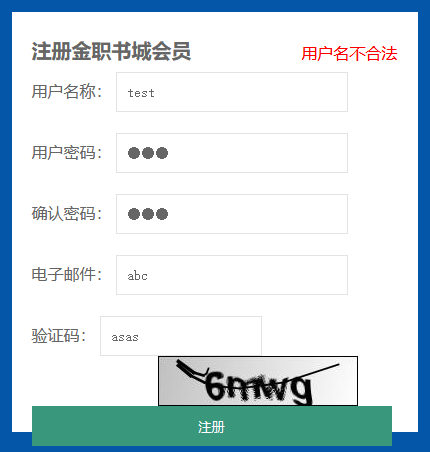 注册金职书城会员
用户名不合法
用户名称： test
用户密码： ●●●
确认密码： ●●●
电子邮件： abc
验证码： asas
6mwg
注册